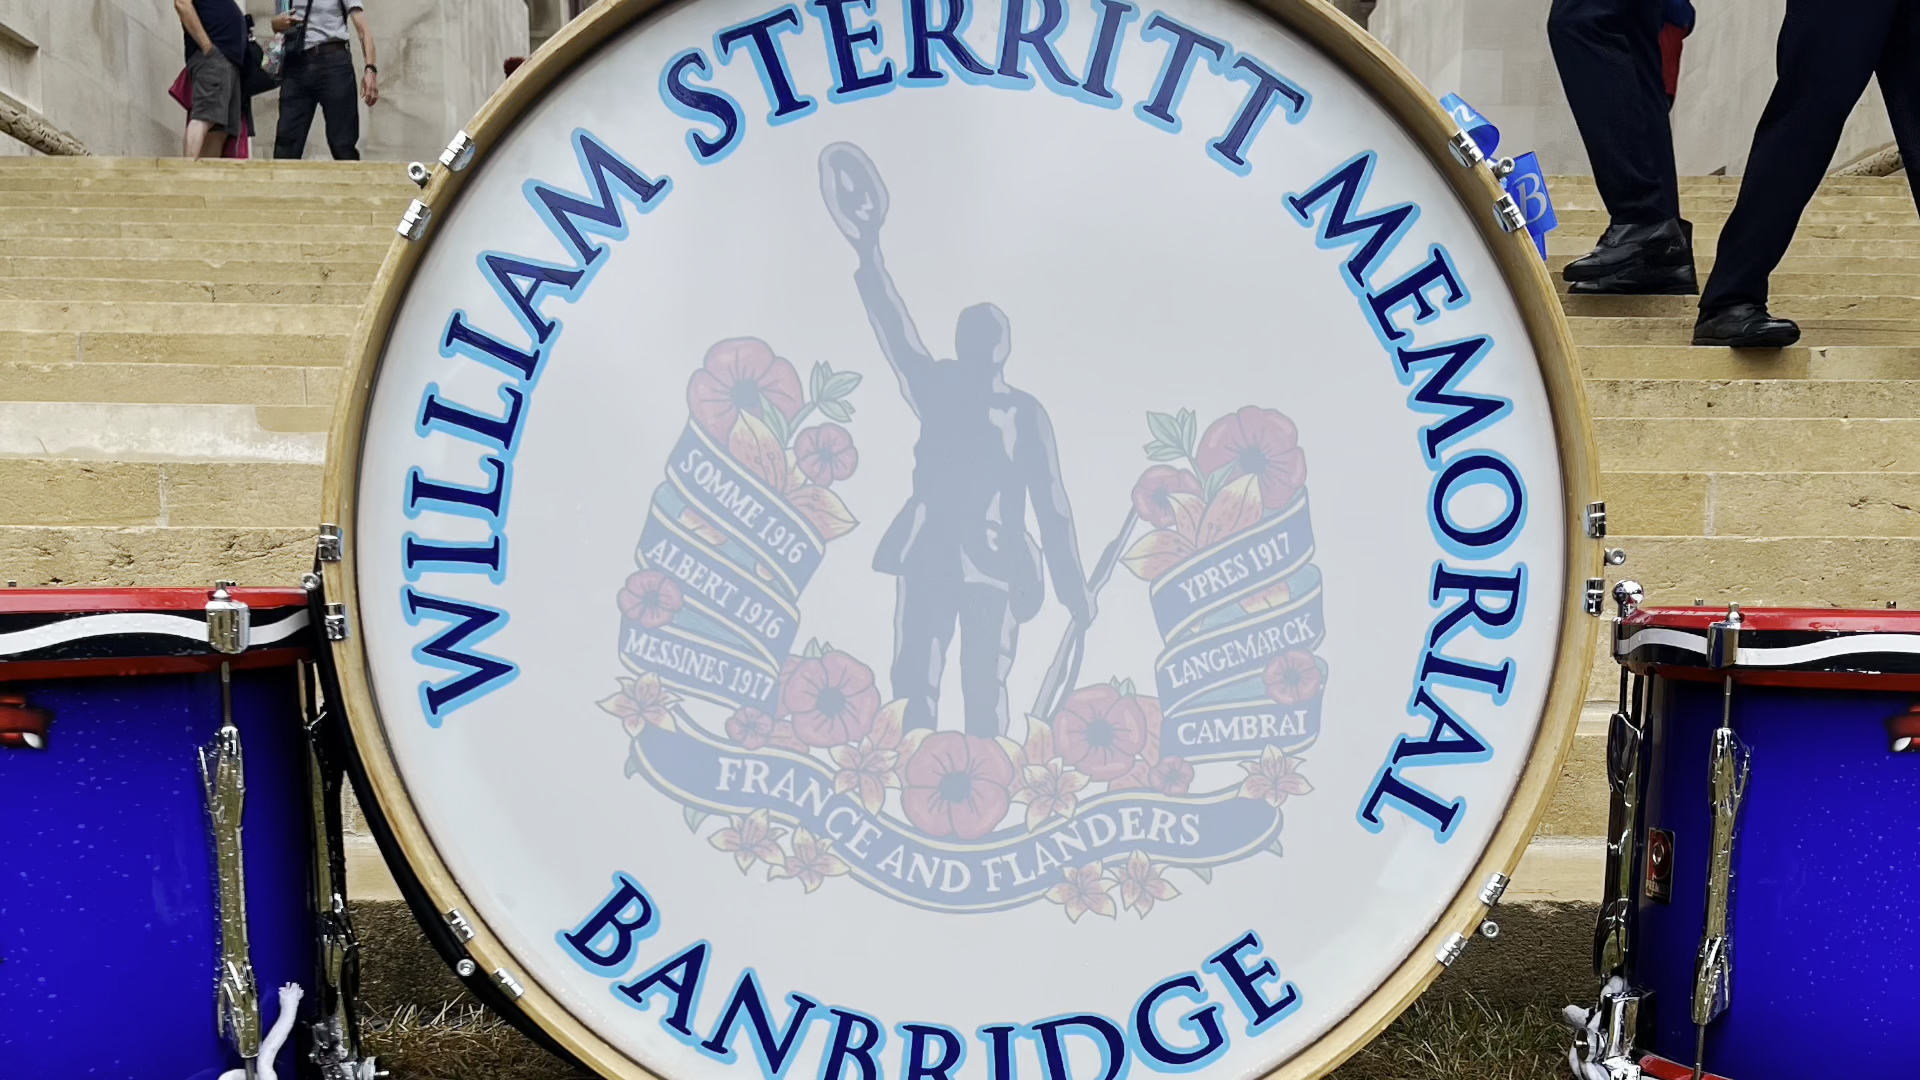 WILLIAM STERRITT MEMORIAL
SOMME 1916
ALBERT 1916
MESSINES 1917
YPRES 1917
LANGEMARCK
CAMBRAI
FRANCE AND FLANDERS
BANBRIDGE
B